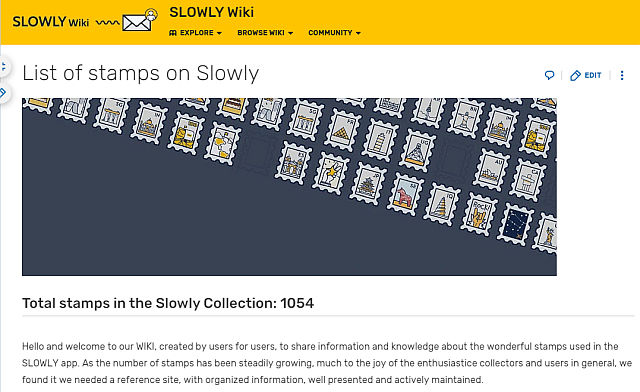 SLOWLY Wiki
SLOWLY Wiki
EXPLORE BROWSE WIKI COMMUNITY
List of stamps on Slowly
EDIT
Total stamps in the Slowly Collection: 1054
Hello and welcome to our WIKI, created by users for users, to share information and knowledge about the wonderful stamps used in the
SLOWLY app. As the number of stamps has been steadily growing, much to the joy of the enthusiastice collectors and users in general, we
found it we needed a reference site, with organized information, well presented and actively maintained.